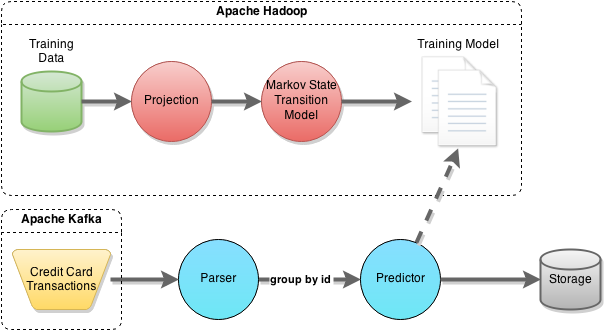 Apache Hadoop
Training
Data
Projection
Markov State
Transition
Model
Training Model
Apache Kafka
Credit Card
Transactions
Parser
group by id
Predictor
Storage